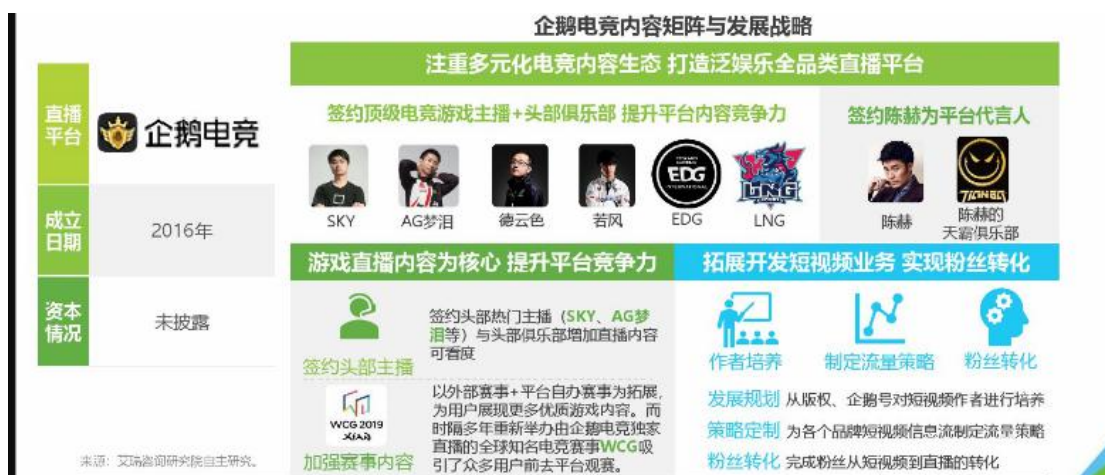 企鹅电竞内容矩阵与发展战略
注重多元化电竞内容生态 打造泛娱乐全品类直播平台
直播
平台
企鹅电竞
成立
日期
2016年
资本
情况
未披露
签约顶级电竞游戏主播+头部俱乐部 提升平台内容竞争力
签约陈赫为平台代言人
EDG
LNG
SKY
AG梦泪
德云色
若风
EDG
LNG
陈赫
陈赫的
天霸俱乐部
游戏直播内容为核心 提升平台竞争力
签约头部主播
签约头部热门主播(SKY、AG梦
泪等)与头部俱乐部增加直播内容
可看度
WCG 2019
XI'AN
加强赛事内容
以外部赛事+平台自办赛事为拓展,
为用户展现更多优质游戏内容。而
时隔多年重新举办由企鹅电竞独家
直播的全球知名电竞赛事WCG吸
引了众多用户前去平台观赛。
拓展开发短视频业务 实现粉丝转化
作者培养
制定流量策略
粉丝转化
发展规划 从版权、企鹅号对短视频作者进行培养
策略定制 为各个品牌短视频信息流制定流量策略
粉丝转化 完成粉丝从短视频到直播的转化
来源:艾瑞咨询研究院自主研究。